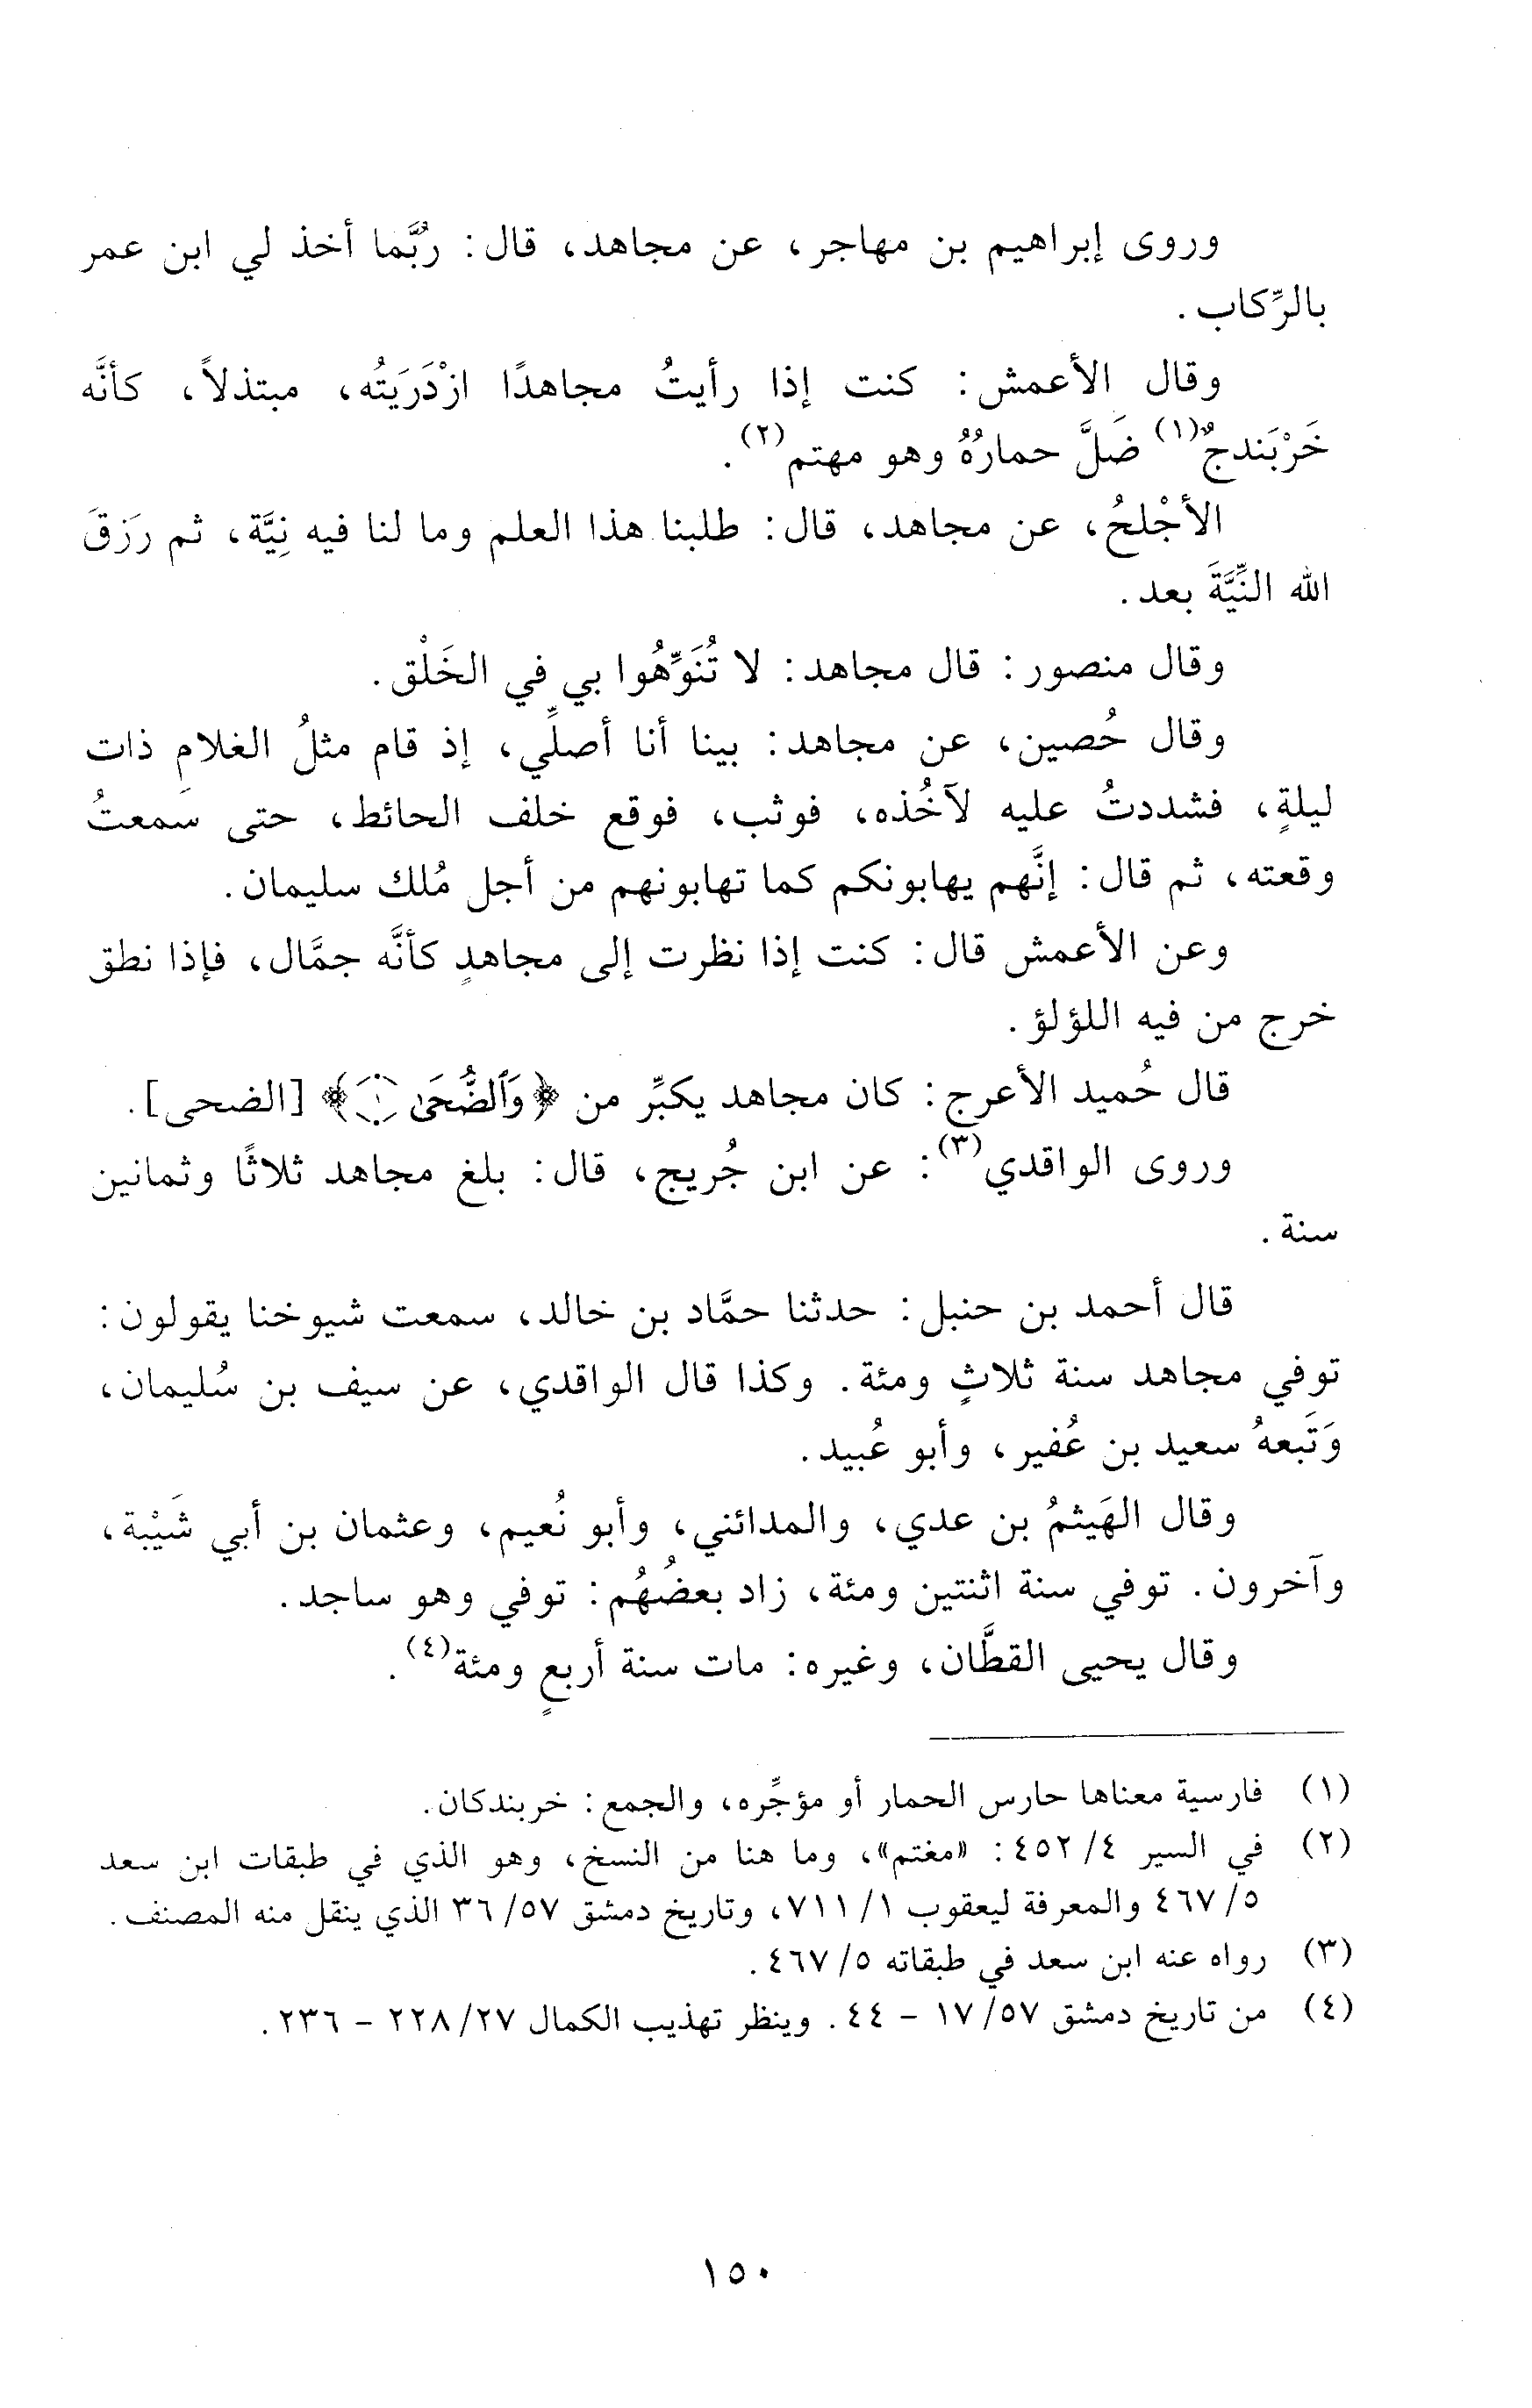 وروى إبراهيم بن مهاجر، عن مجاهد، قال: ربَّما أخذ لي ابن عمر
بالرِّكاب.
وقال الأعمش: كنت إذا رأيتُ مجاهدًا ازْدَرَيتُه، مبتذلاً، كأنَّه
خَرْبَندجٌ(١) ضَلَّ حمارُهُ وهو مهتم(٢).
الأجْلحُ، عن مجاهد، قال: طلبنا هذا العلم وما لنا فيه نِيَّة، ثم رزَقَ
الله النِّيَّةَ بعد.
وقال منصور: قال مجاهد: لا تُنَوِّهُوا بي في الخَلْق.
وقال حُصين، عن مجاهد: بينا أنا أصلِّي، إذ قام مثلُ الغلامِ ذات
ليلةٍ، فشددتُ عليه لآخُذه، فوثب، فوقع خلف الحائط، حتى سَمعتُ
وقعته، ثم قال: إنَّهم يهابونكم كما تهابونهم من أجل مُلك سليمان.
وعن الأعمش قال: كنت إذا نظرت إلى مجاهدٍ كأنَّه جمَّال، فإذا نطق
خرج من فيه اللؤلؤ.
قال حُميد الأعرج: كان مجاهد يكبِّر من ﴿وَٱلضُّحَىٰ ١﴾ [الضحى].
وروى الواقدي(٣): عن ابن جُريج، قال: بلغ مجاهد ثلاثًا وثمانين
سنة.
قال أحمد بن حنبل: حدثنا حمَّاد بن خالد، سمعت شيوخنا يقولون:
توفي مجاهد سنة ثلاثٍ ومئة. وكذا قال الواقدي، عن سيف بن سُليمان،
وَتَبعهُ سعيد بن عُفير، وأبو عُبيد.
وقال الهَيثمُ بن عدي، والمدائني، وأبو نُعيم، وعثمان بن أبي شَيْبة،
وآخرون. توفي سنة اثنتين ومئة، زاد بعضُهُم: توفي وهو ساجد.
وقال يحيى القطَّان، وغيره: مات سنة أربعٍ ومئة(٤).
(١) فارسية معناها حارس الحمار أو مؤجِّره، والجمع: خربندكان.
(٢) في السير ٤/ ٤٥٢: «مغتم»، وما هنا من النسخ، وهو الذي في طبقات ابن سعد
٥/ ٤٦٧ والمعرفة ليعقوب ١/ ٧١١، وتاريخ دمشق ٥٧/ ٣٦ الذي ينقل منه المصنف.
(٣) رواه عنه ابن سعد في طبقاته ٥/ ٤٦٧.
(٤) من تاريخ دمشق ٥٧/ ١٧ - ٤٤. وينظر تهذيب الكمال ٢٧/ ٢٢٨ - ٢٣٦.
١٥٠